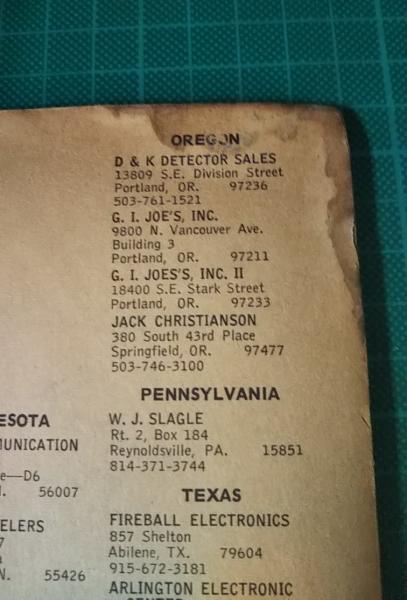 OREGON
D & K DETECTOR SALES
13809 S.E. Division Street
Portland, OR. 97236
503-761-1521
G. I. JOE'S, INC.
9800 N. Vancouver Ave.
Building 3
Portland, OR. 97211
G. I. JOES'S, INC. II
18400 S.E. Stark Street
Portland, OR. 97233
JACK CHRISTIANSON
380 South 43rd Place
Springfield, OR. 97477
503-746-3100
PENNSYLVANIA
W. J. SLAGLE
Rt. 2, Box 184
Reynoldsville, PA. 15851
814-371-3744
TEXAS
FIREBALL ELECTRONICS
857 Shelton
Abilene, TX. 79604
915-672-3181
ARLINGTON ELECTRONIC
CENTER
ESOTA
MUNICATION
e—D6
56007
ELERS
7
N. 55426